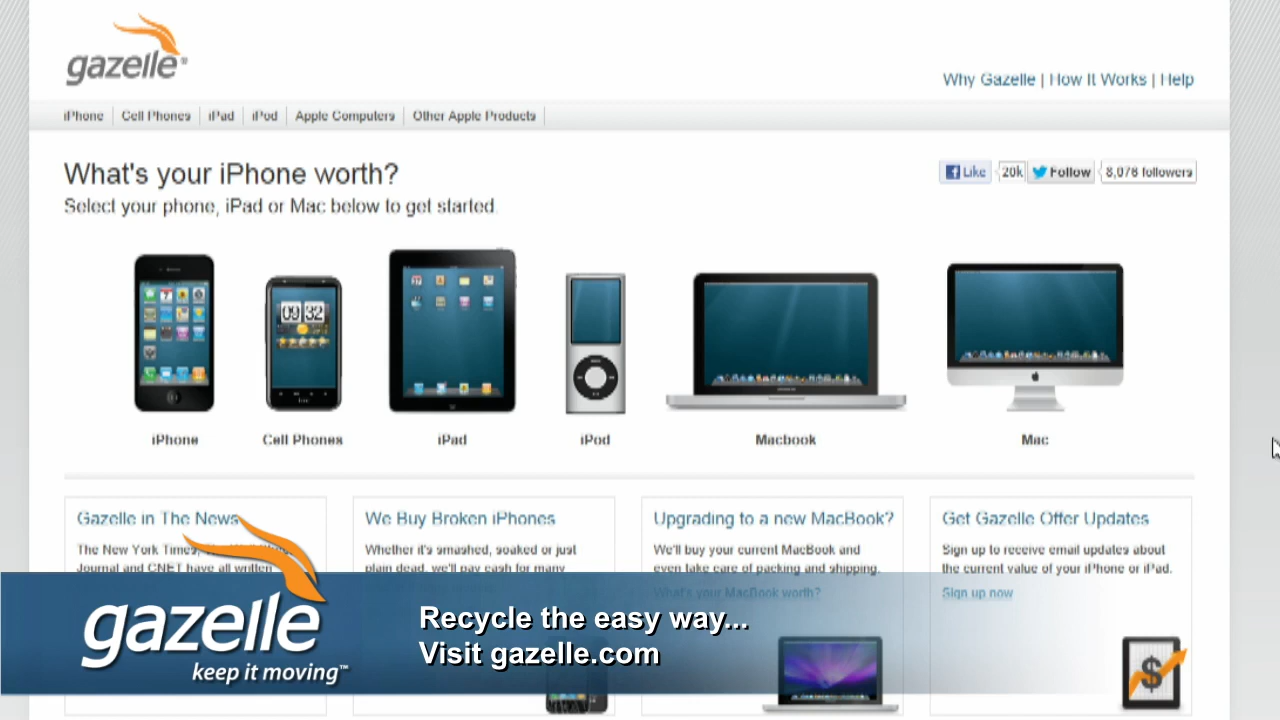 gazelle
Why Gazelle | How It Works | Help
iPhone
Cell Phones
iPad
iPod
Apple Computers
Other Apple Products
What's your iPhone worth?
Select your phone, iPad or Mac below to get started.
Like
20k
Follow
8,076 followers
09 32
iPhone
Cell Phones
iPad
iPod
Macbook
Mac
Gazelle in The News
The New York Times,
Journal and CNET have all written
We Buy Broken iPhones
Whether it's smashed, soaked or just
plain dead, we'll pay cash for many
Upgrading to a new MacBook?
We'll buy your current MacBook and
even take care of packing and shipping.
What's your MacBook worth?
Get Gazelle Offer Updates
Sign up to receive email updates about
the current value of your iPhone or iPad.
Sign up now
$
gazelle
keep it moving™
Recycle the easy way...
Visit gazelle.com